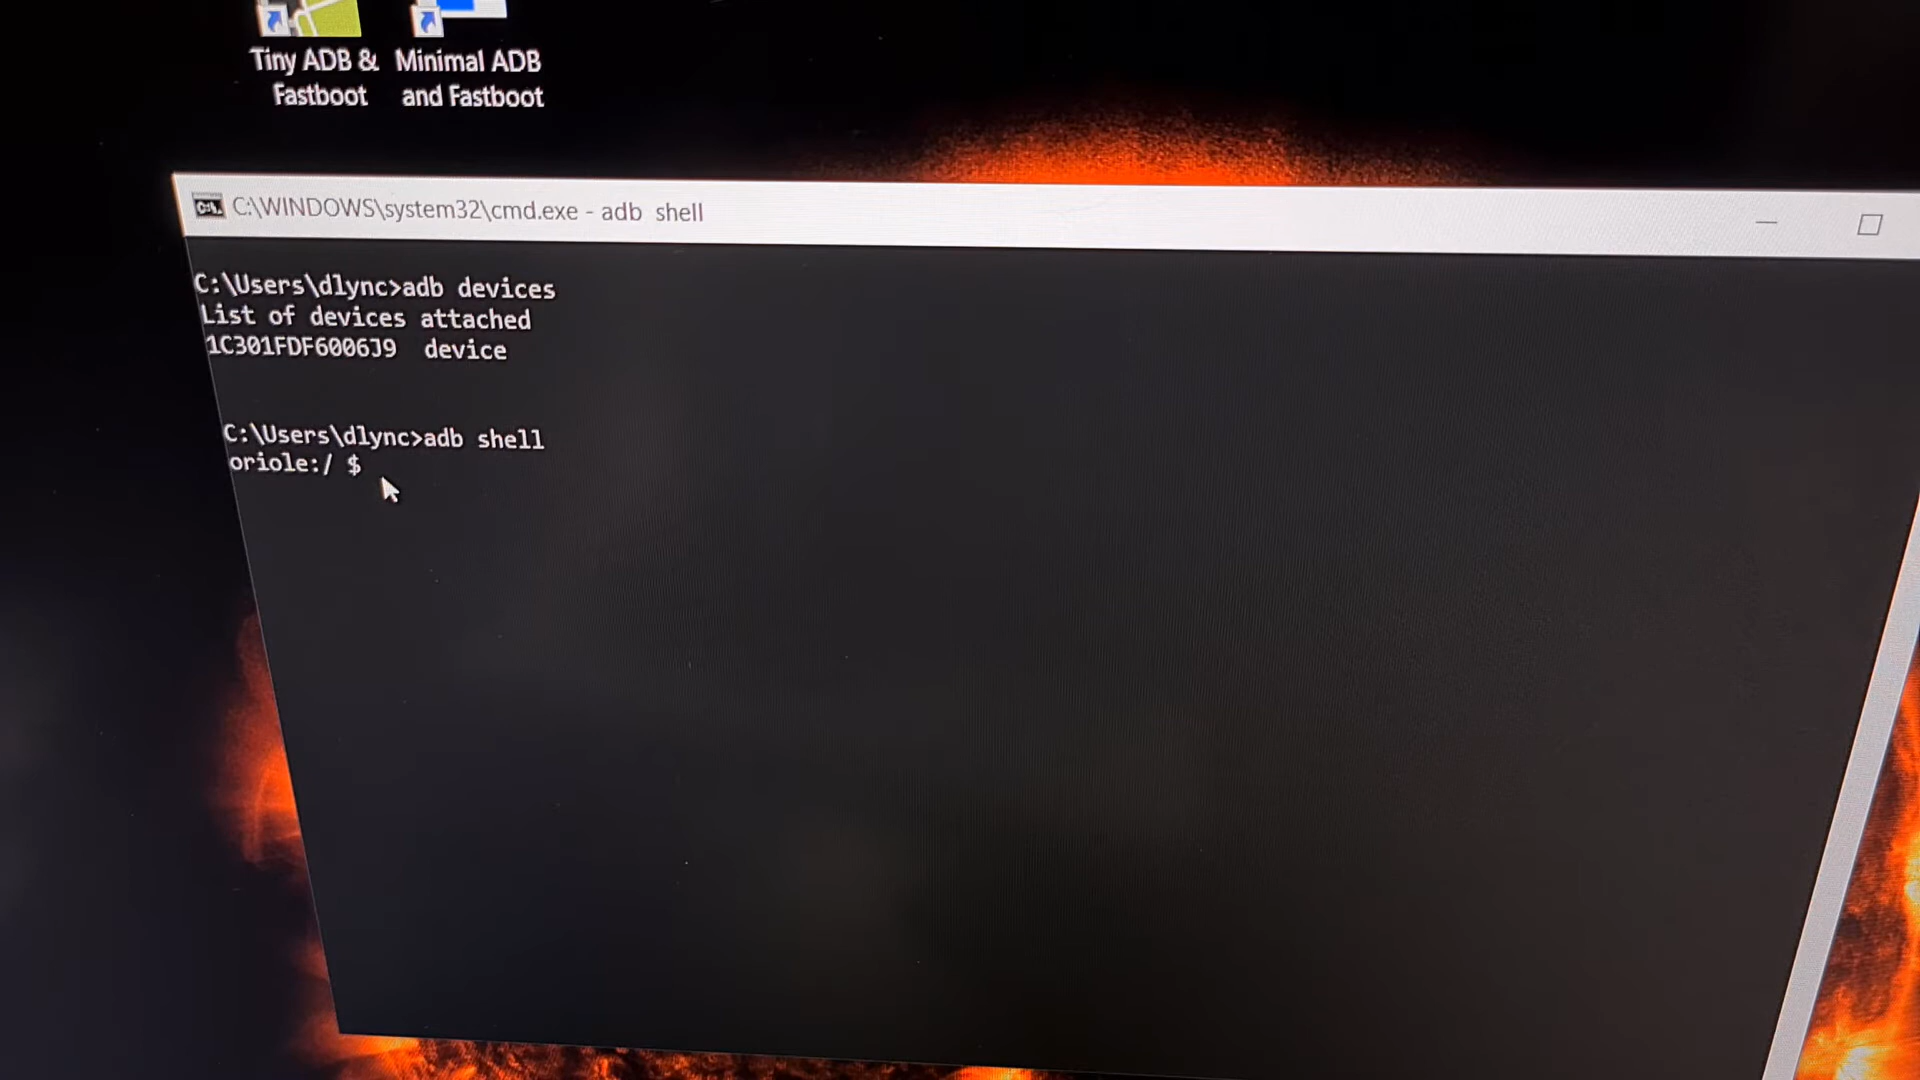 Tiny ADB &
Fastboot
Minimal ADB
and Fastboot
C:\WINDOWS\system32\cmd.exe - adb  shell
C:\Users\dlync>adb devices
List of devices attached
1C301FDF6006J9  device
C:\Users\dlync>adb shell
oriole:/ $